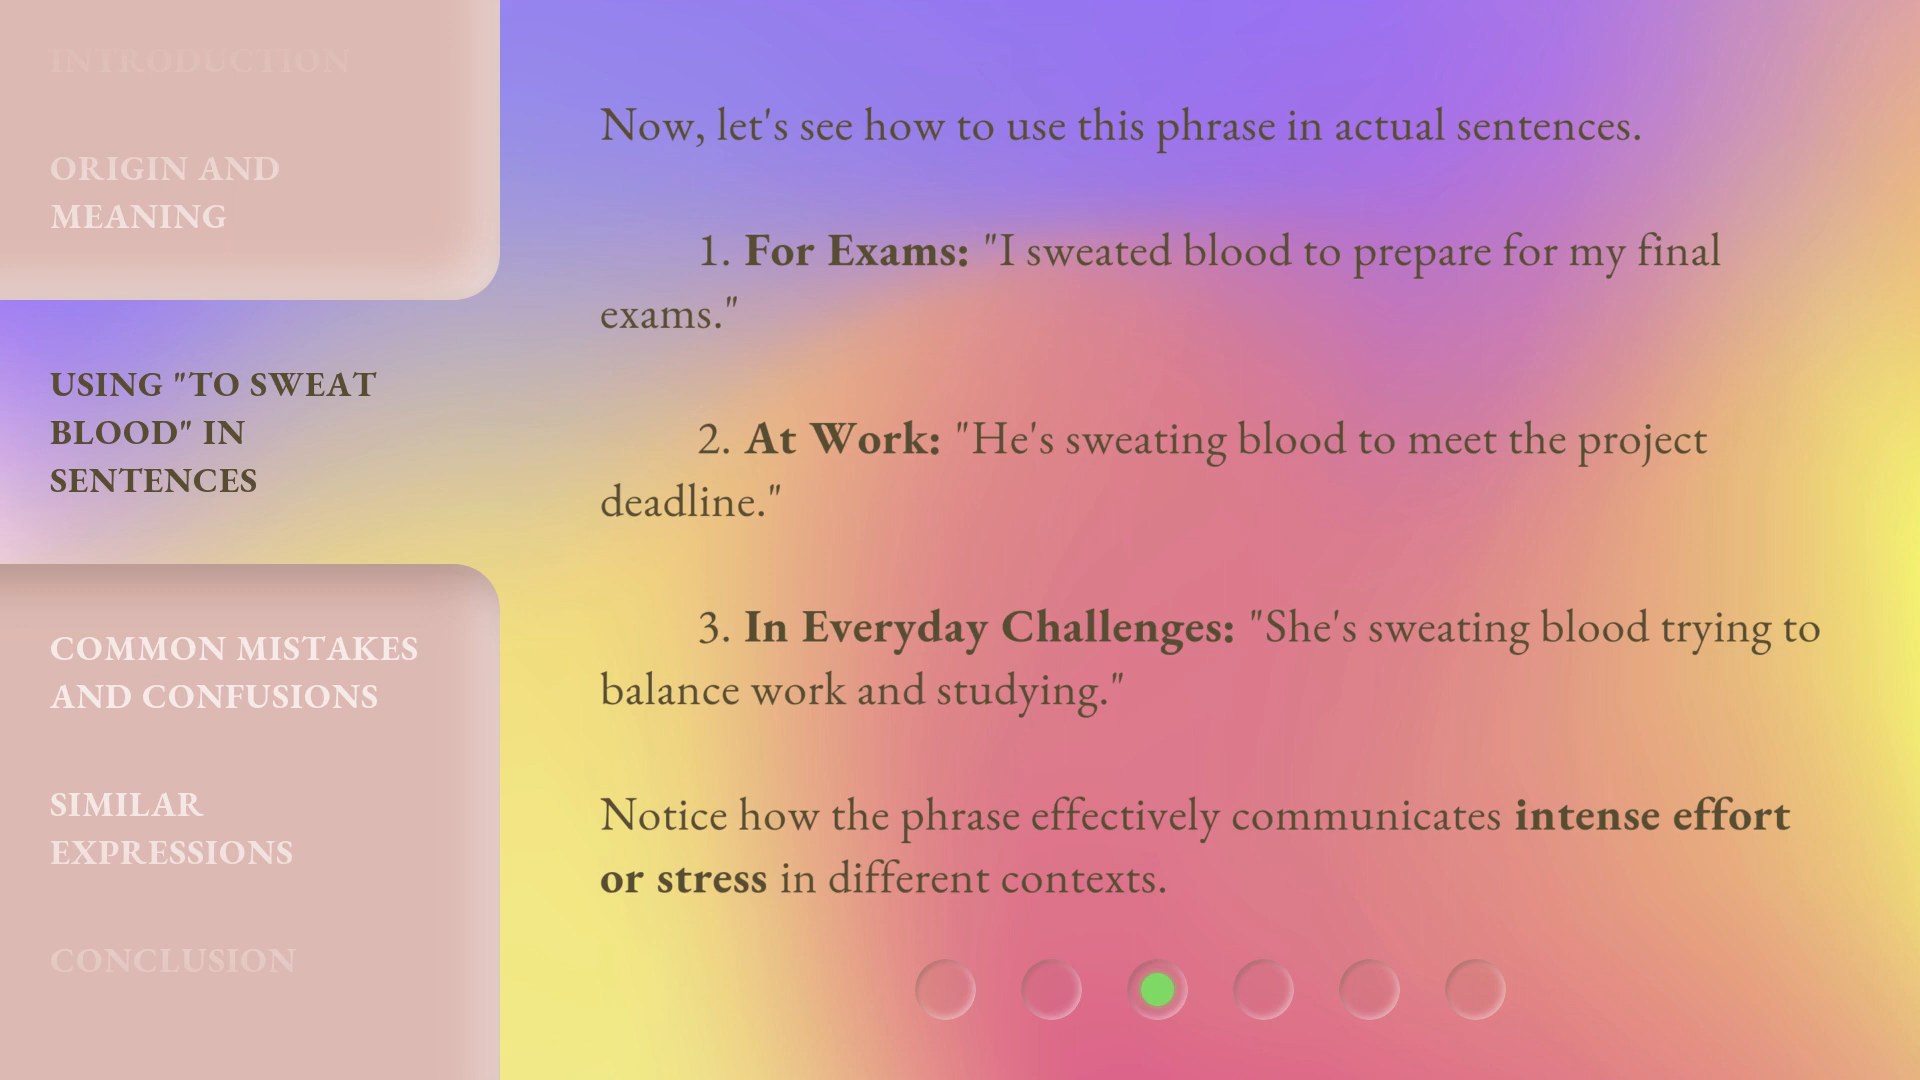 INTRODUCTION
ORIGIN AND
MEANING
USING "TO SWEAT
BLOOD" IN
SENTENCES
COMMON MISTAKES
AND CONFUSIONS
SIMILAR
EXPRESSIONS
CONCLUSION
Now, let's see how to use this phrase in actual sentences.
1. For Exams: "I sweated blood to prepare for my final
exams."
2. At Work: "He's sweating blood to meet the project
deadline."
3. In Everyday Challenges: "She's sweating blood trying to
balance work and studying."
Notice how the phrase effectively communicates intense effort
or stress in different contexts.